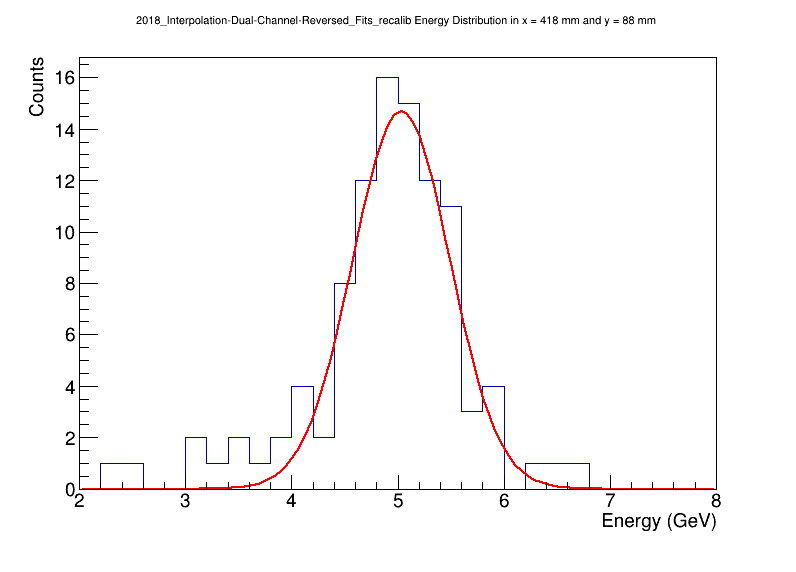 2018_Interpolation-Dual-Channel-Reversed_Fits_recalib Energy Distribution in x = 418 mm and y = 88 mm
Counts
16
14
12
10
8
6
4
2
0
2 3 4 5 6 7 8
Energy (GeV)